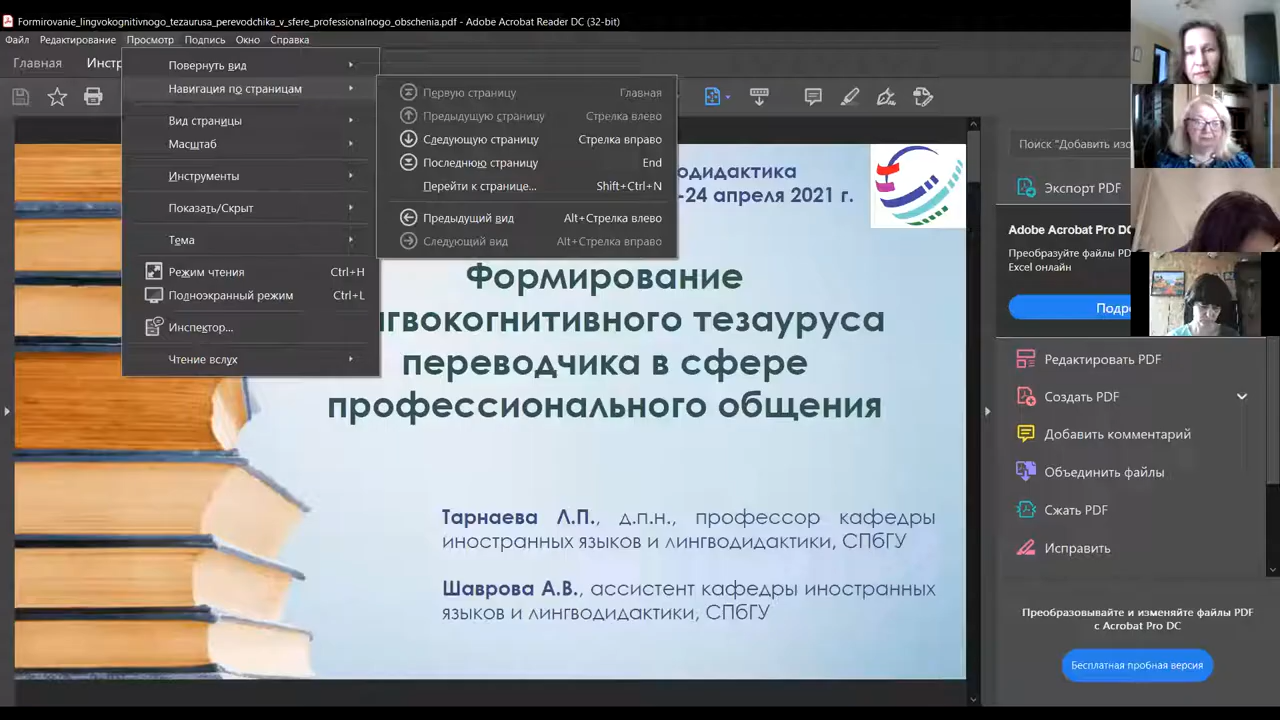 Formirovanie_lingvokognitivnogo_tezaurusa_perevodchika_v_sfere_professionalnogo_obschenia.pdf - Adobe Acrobat Reader DC (32-bit)
Файл Редактирование Просмотр Подпись Окно Справка
Главная
Повернуть вид
Навигация по страницам
Вид страницы
Масштаб
Инструменты
Показать/Скрыт
Тема
Режим чтения Ctrl+H
Полноэкранный режим Ctrl+L
Инспектор...
Чтение вслух
Первую страницу Главная
Предыдущую страницу Стрелка влево
Следующую страницу Стрелка вправо
Последнюю страницу End
Перейти к странице... Shift+Ctrl+N
Предыдущий вид Alt+Стрелка влево
Следующий вид Alt+Стрелка вправо
одидактика
-24 апреля 2021 г.
Формирование
нгвокогнитивного тезауруса
переводчика в сфере
профессионального общения
Тарнаева Л.П., д.п.н., профессор кафедры
иностранных языков и лингводидактики, СПбГУ
Шаврова А.В., ассистент кафедры иностранных
языков и лингводидактики, СПбГУ
Поиск "Добавить изо
Экспорт PDF
Adobe Acrobat Pro DC
Преобразуйте файлы PD
Excel онлайн
Подро
Редактировать PDF
Создать PDF
Добавить комментарий
Объединить файлы
Сжать PDF
Исправить
Преобразовывайте и изменяйте файлы PDF
с Acrobat Pro DC
Бесплатная пробная версия